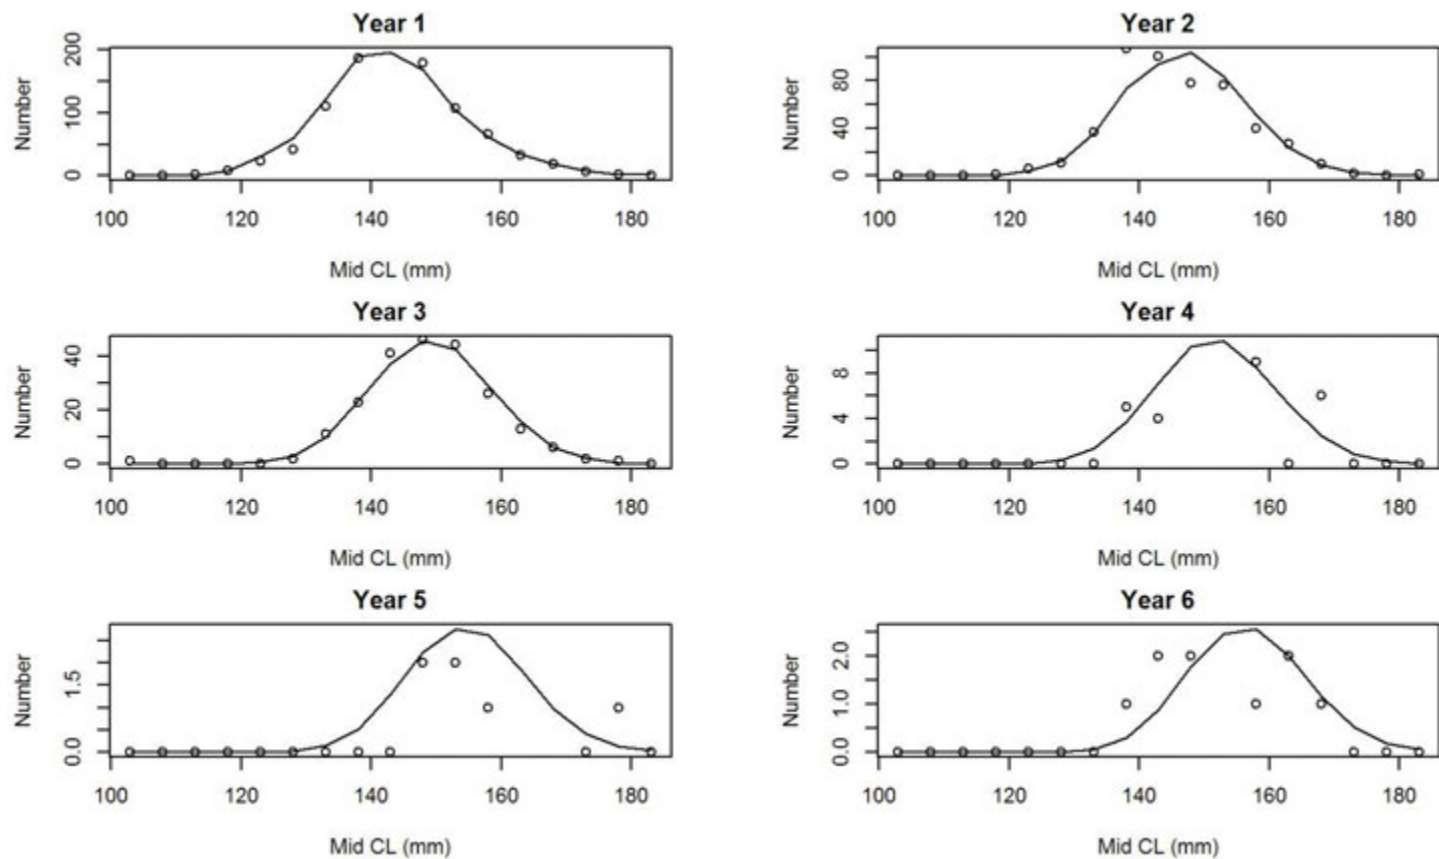 Year 1
Number
200
100
0
100 120 140 160 180
Mid CL (mm)
Year 2
Number
80
40
0
100 120 140 160 180
Mid CL (mm)
Year 3
Number
40
20
0
100 120 140 160 180
Mid CL (mm)
Year 4
Number
8
4
0
100 120 140 160 180
Mid CL (mm)
Year 5
Number
1.5
0.0
100 120 140 160 180
Mid CL (mm)
Year 6
Number
2.0
1.0
0.0
100 120 140 160 180
Mid CL (mm)